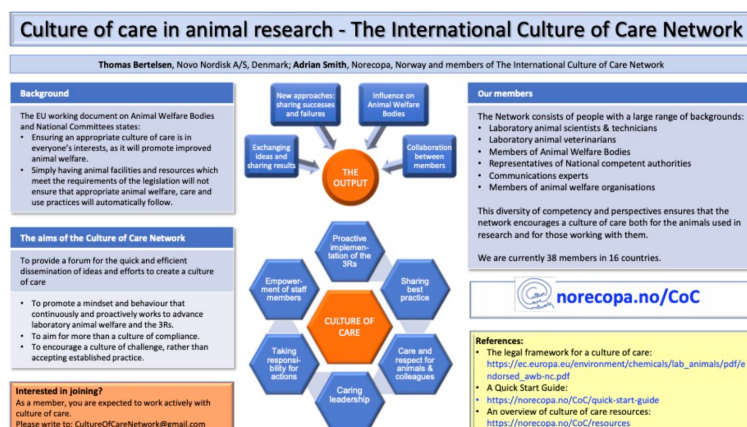 Culture of care in animal research - The International Culture of Care Network
Thomas Bertelsen, Novo Nordisk A/S, Denmark; Adrian Smith, Norecopa, Norway and members of The International Culture of Care Network
Background
The EU working document on Animal Welfare Bodies
and National Committees states:
• Ensuring an appropriate culture of care is in
everyone's interests, as it will promote improved
animal welfare.
• Simply having animal facilities and resources which
meet the requirements of the legislation will not
ensure that appropriate animal welfare, care and
use practices will automatically follow.
The aims of the Culture of Care Network
To provide a forum for the quick and efficient
dissemination of ideas and efforts to create a culture
of care
• To promote a mindset and behaviour that
continuously and proactively works to advance
laboratory animal welfare and the 3Rs.
• To aim for more than a culture of compliance.
• To encourage a culture of challenge, rather than
accepting established practice.
Interested in joining?
As a member, you are expected to work actively with
culture of care.
Please write to: CultureOfCareNetwork@gmail.com
New approaches:
sharing successes
and failures
Influence on
Animal Welfare
Bodies
Exchanging
ideas and
sharing results
Collaboration
between
members
THE
OUTPUT
Proactive
implemen-
tation of the
3Rs
Empower-
ment of staff
members
Sharing
best
practice
CULTURE OF
CARE
Taking
responsi-
bility for
actions
Care and
respect for
animals &
colleagues
Caring
leadership
Our members
The Network consists of people with a large range of backgrounds:
• Laboratory animal scientists & technicians
• Laboratory animal veterinarians
• Members of Animal Welfare Bodies
• Representatives of National competent authorities
• Communications experts
• Members of animal welfare organisations
This diversity of competency and perspectives ensures that the
network encourages a culture of care both for the animals used in
research and for those working with them.
We are currently 38 members in 16 countries.
norecopa.no/CoC
References:
• The legal framework for a culture of care:
https://ec.europa.eu/environment/chemicals/lab_animals/pdf/e
ndorsed_awb-nc.pdf
• A Quick Start Guide:
• https://norecopa.no/CoC/quick-start-guide
• An overview of culture of care resources:
https://norecopa.no/CoC/resources